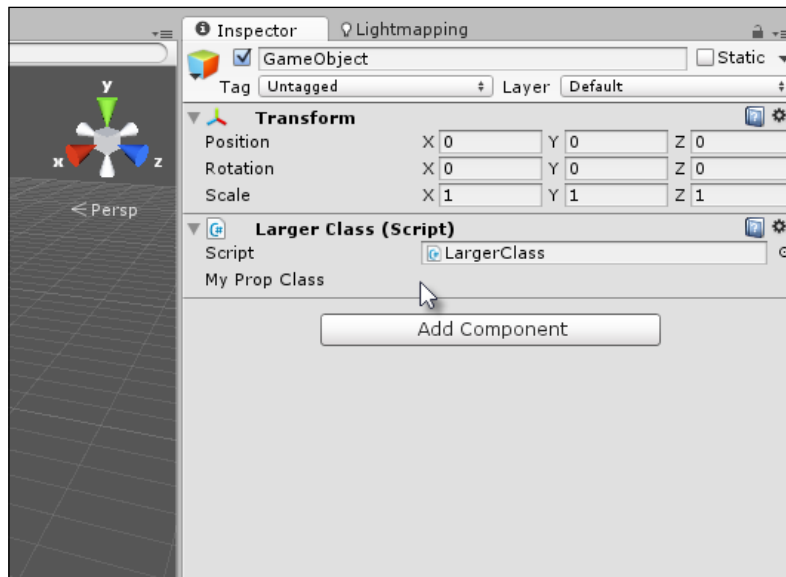 Inspector Lightmapping
GameObject Static
Tag Untagged Layer Default
y
x z
Persp
Transform
Position X 0 Y 0 Z 0
Rotation X 0 Y 0 Z 0
Scale X 1 Y 1 Z 1
Larger Class (Script)
Script LargerClass
My Prop Class
Add Component